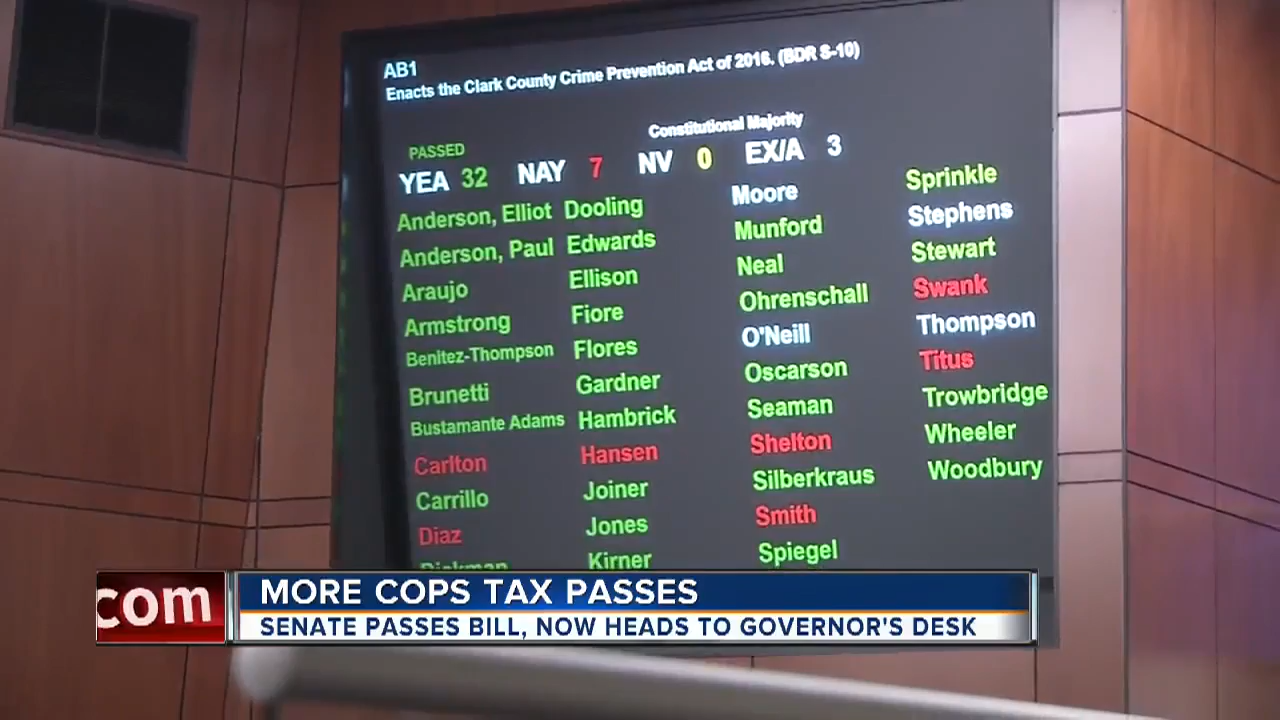 AB1
Enacts the Clark County Crime Prevention Act of 2016. (BDR S-10)
Constitutional Majority
PASSED
YEA 32 NAY 7 NV 0 EX/A 3
Anderson, Elliot Dooling Moore Sprinkle
Anderson, Paul Edwards Munford Stephens
Araujo Ellison Neal Stewart
Armstrong Fiore Ohrenschall Swank
Benitez-Thompson Flores O'Neill Thompson
Brunetti Gardner Oscarson Titus
Bustamante Adams Hambrick Seaman Trowbridge
Carlton Hansen Shelton Wheeler
Carrillo Joiner Silberkraus Woodbury
Diaz Jones Smith
Dickman Kirner Spiegel
com
MORE COPS TAX PASSES
SENATE PASSES BILL, NOW HEADS TO GOVERNOR'S DESK